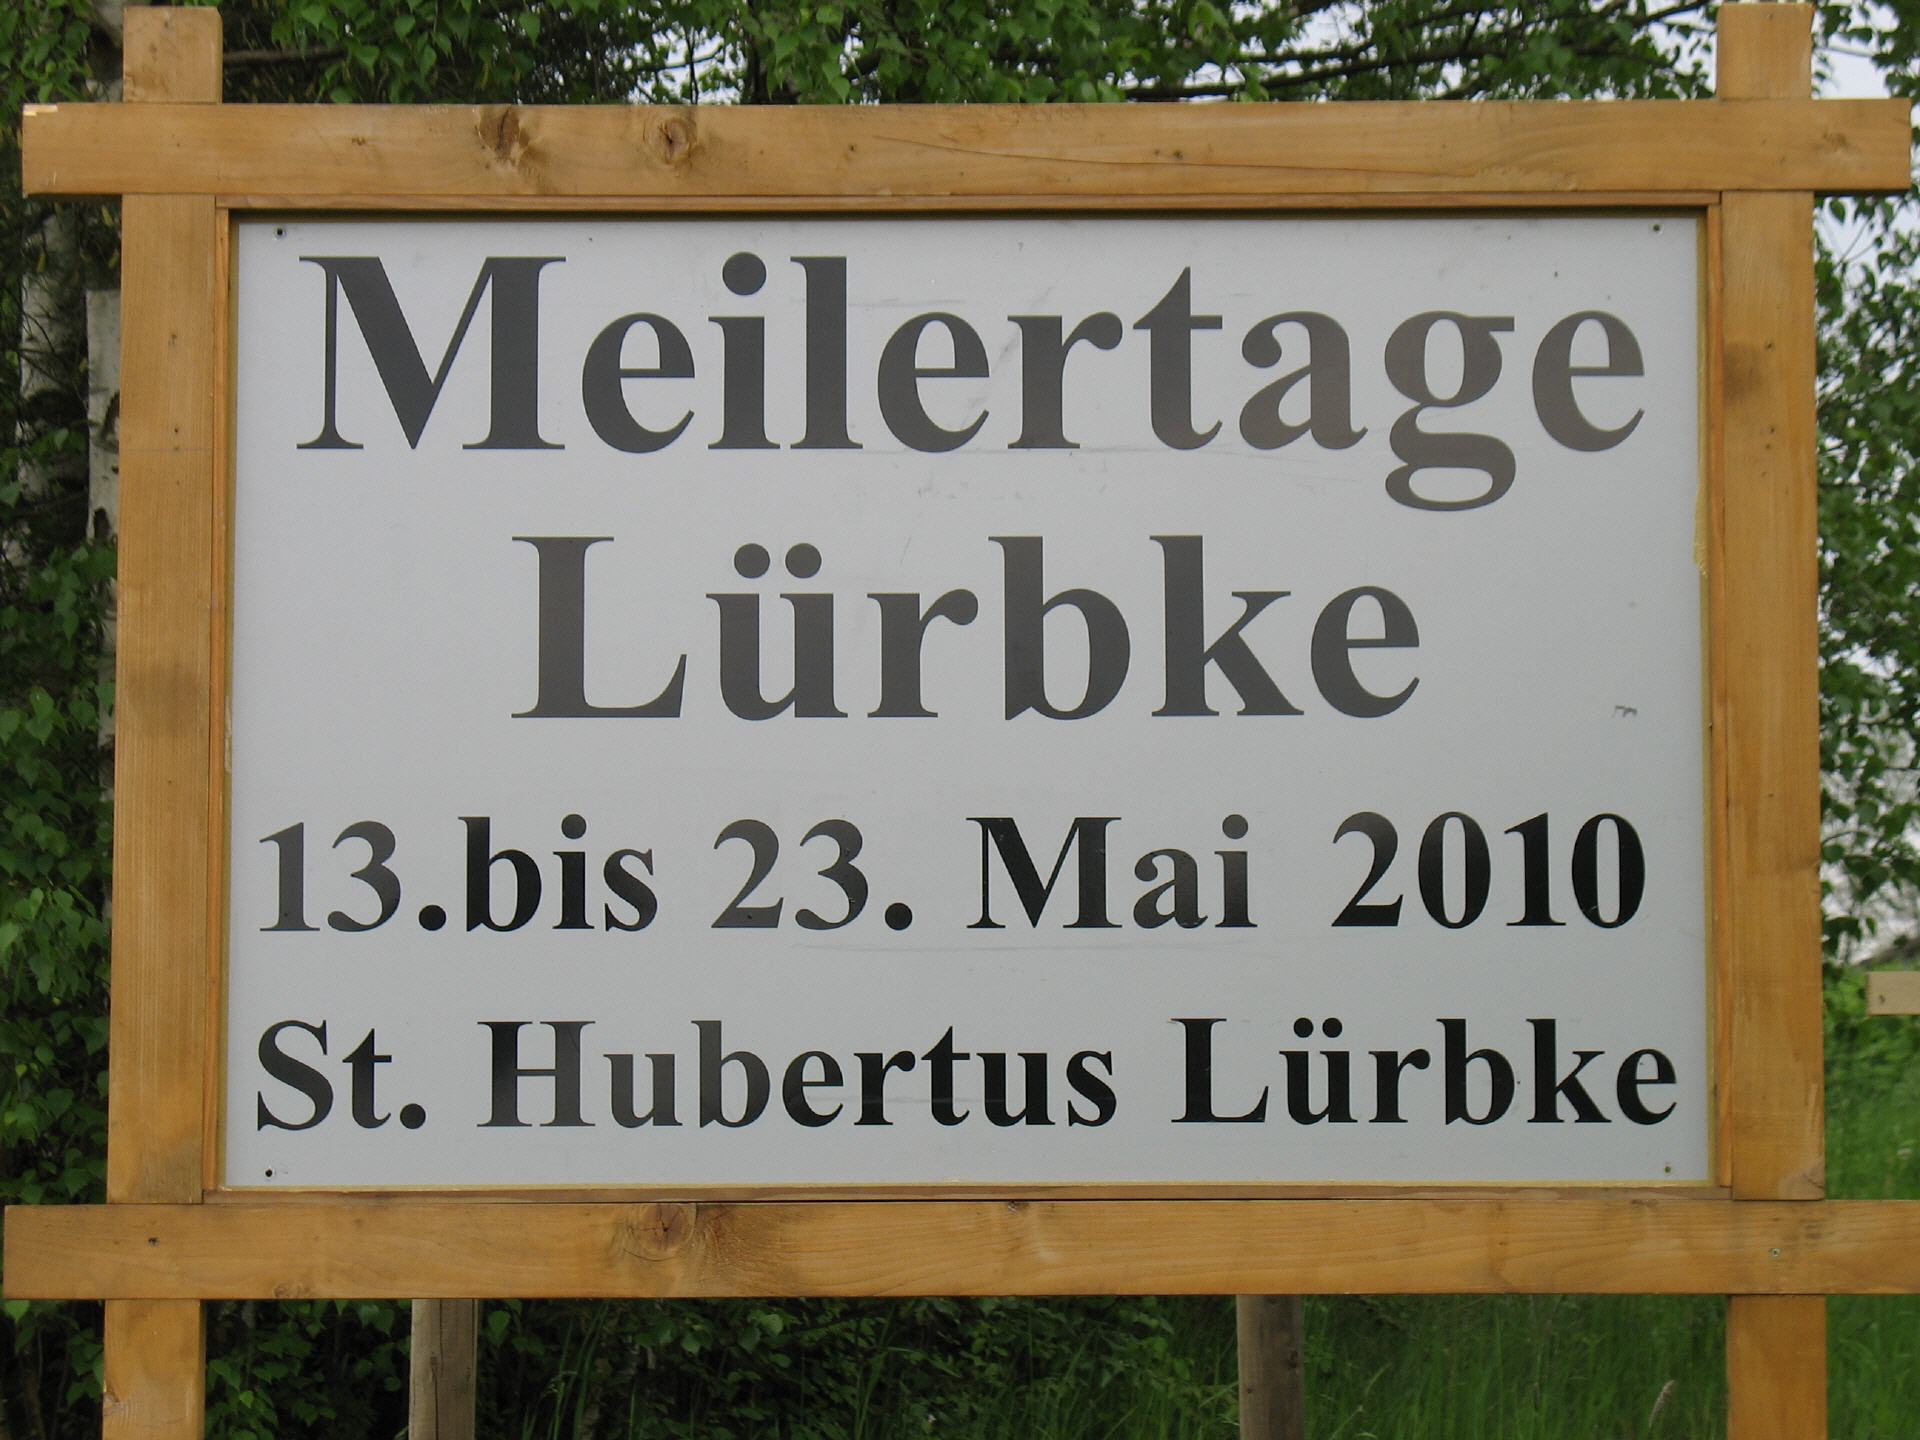 Meilertage
Lürbke
13.bis 23. Mai 2010
St. Hubertus Lürbke